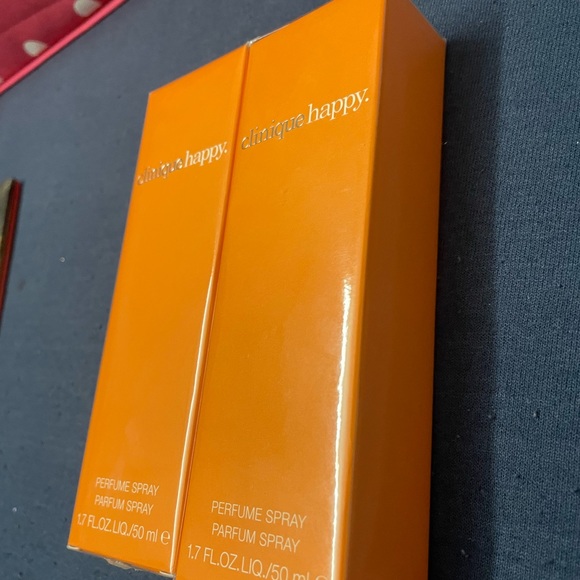 clinique happy.
PERFUME SPRAY
PARFUM SPRAY
1.7 FL.OZ.LIQ./50 ml e
clinique happy.
PERFUME SPRAY
PARFUM SPRAY
1.7 FL.OZ.LIQ./50 ml e